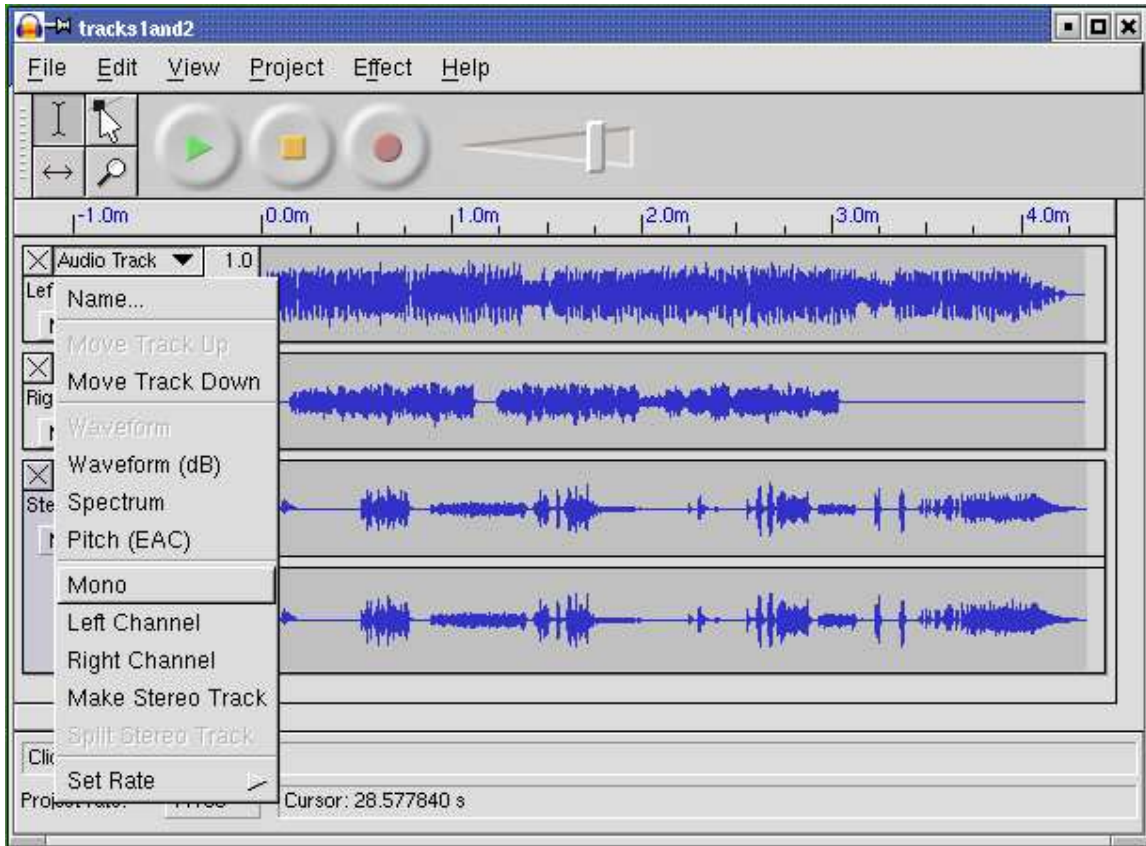 tracks1and2
File Edit View Project Effect Help
-1.0m 0.0m 1.0m 2.0m 3.0m 4.0m
Audio Track 1.0
Name...
Move Track Up
Move Track Down
Waveform
Waveform (dB)
Spectrum
Pitch (EAC)
Mono
Left Channel
Right Channel
Make Stereo Track
Split Stereo Track
Set Rate
Cursor: 28.577840 s